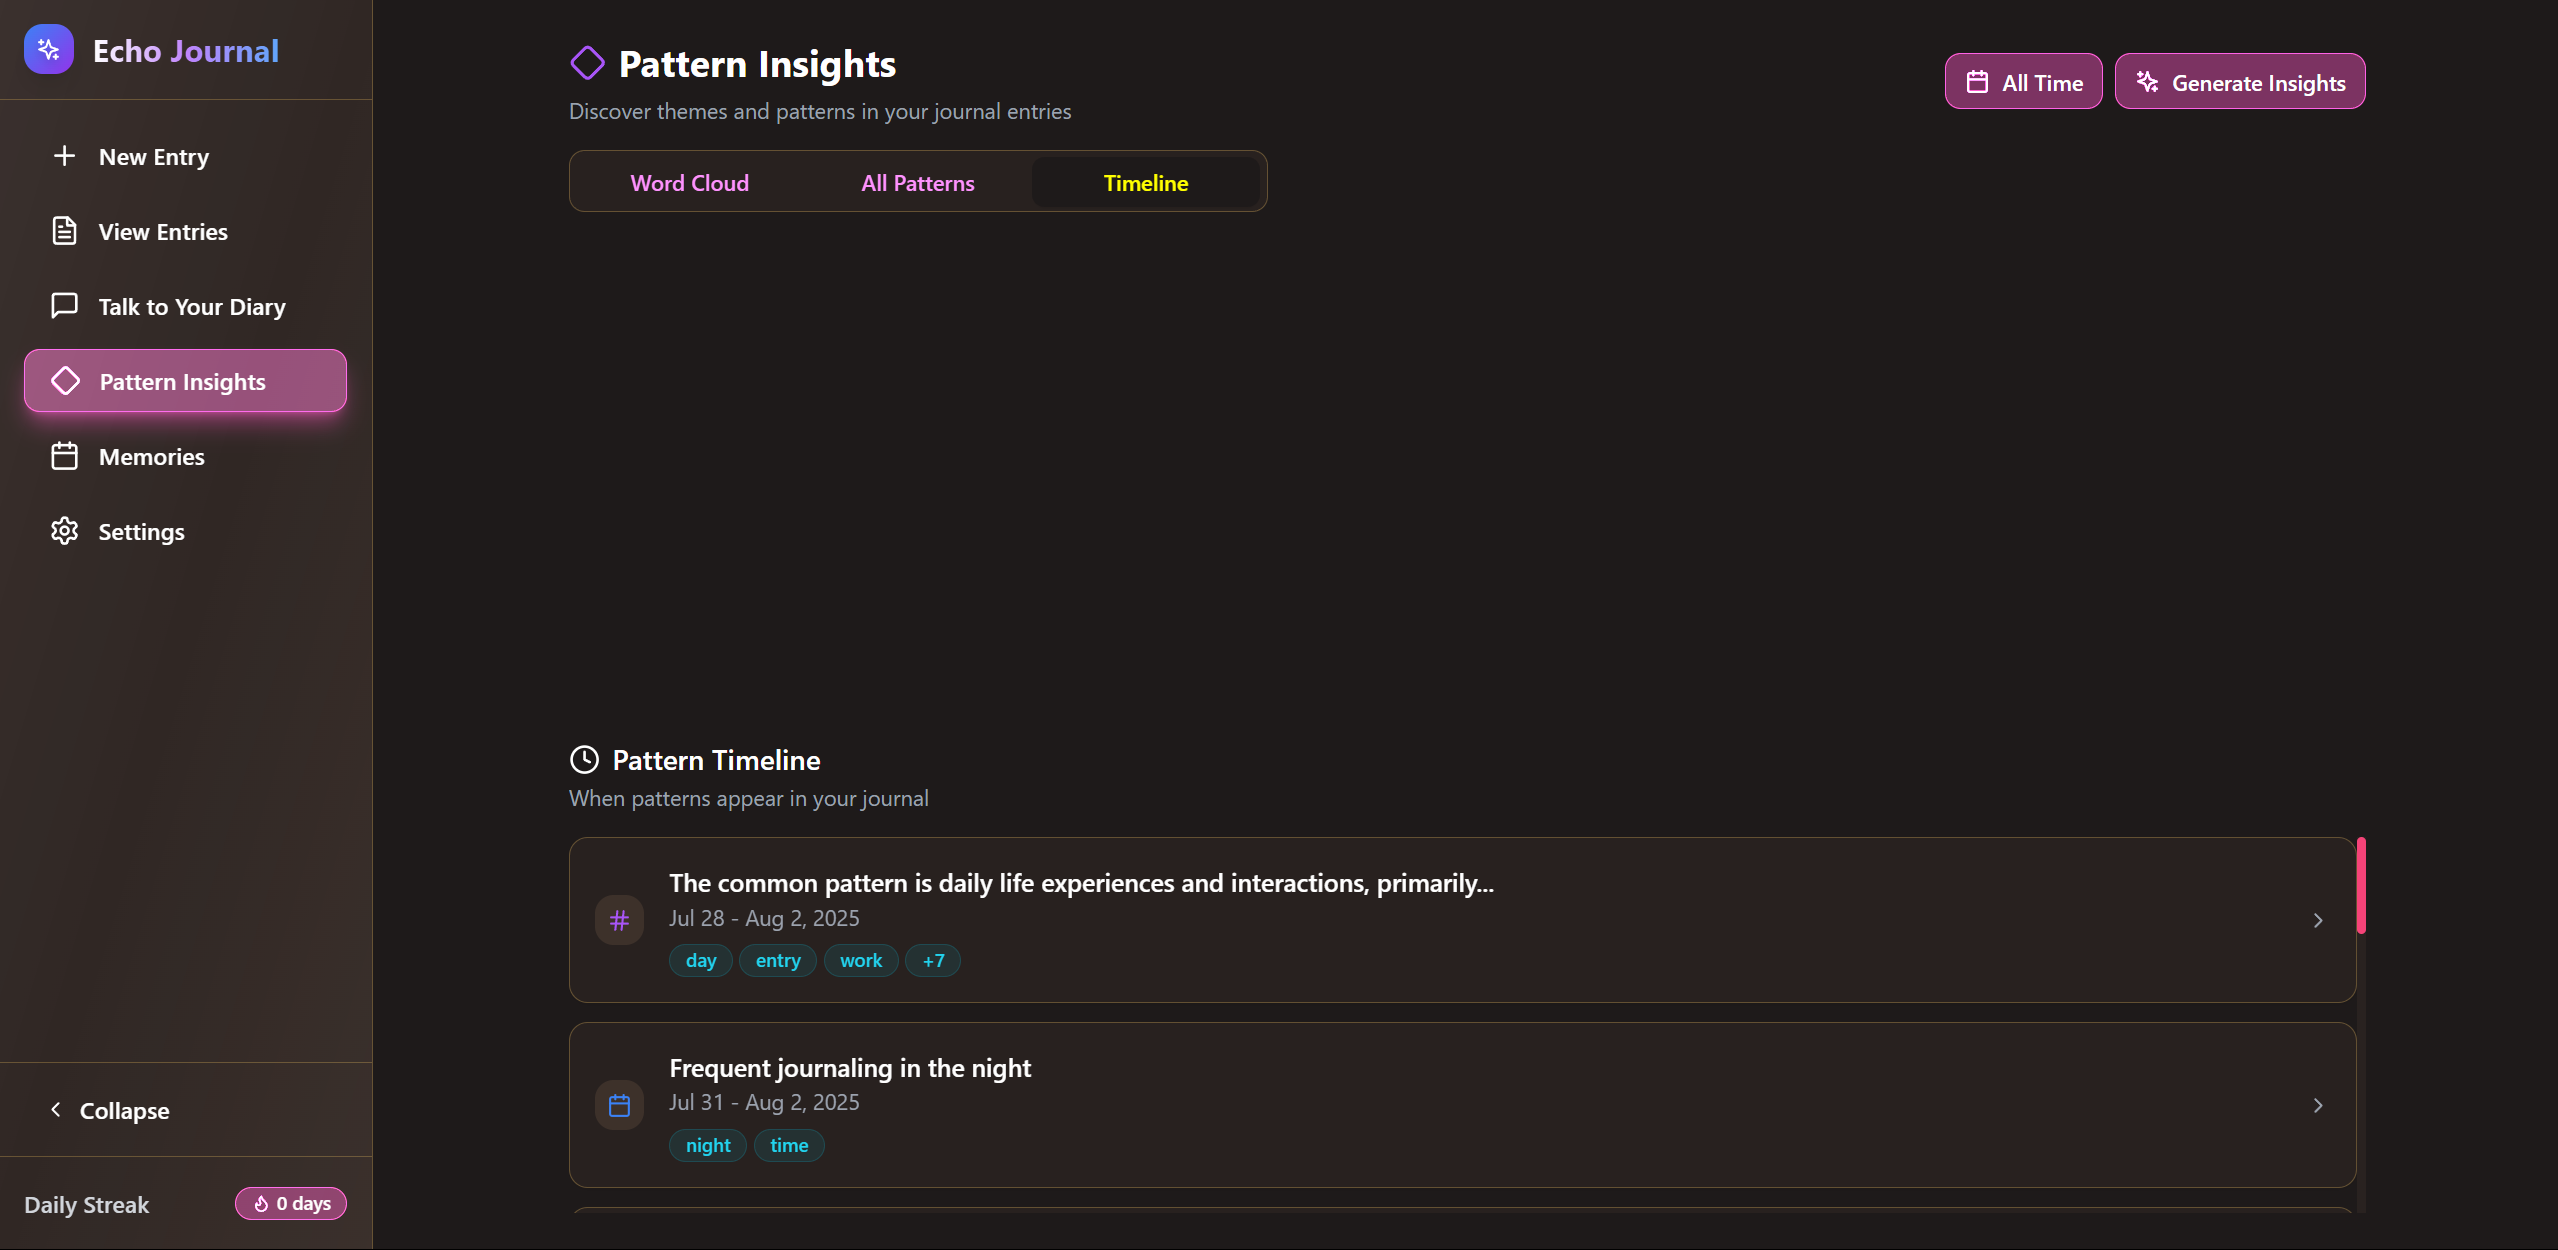 Echo Journal
New Entry
View Entries
Talk to Your Diary
Pattern Insights
Memories
Settings
Collapse
Daily Streak
0 days
Pattern Insights
Discover themes and patterns in your journal entries
All Time
Generate Insights
Word Cloud
All Patterns
Timeline
Pattern Timeline
When patterns appear in your journal
The common pattern is daily life experiences and interactions, primarily...
Jul 28 - Aug 2, 2025
day
entry
work
+7
Frequent journaling in the night
Jul 31 - Aug 2, 2025
night
time